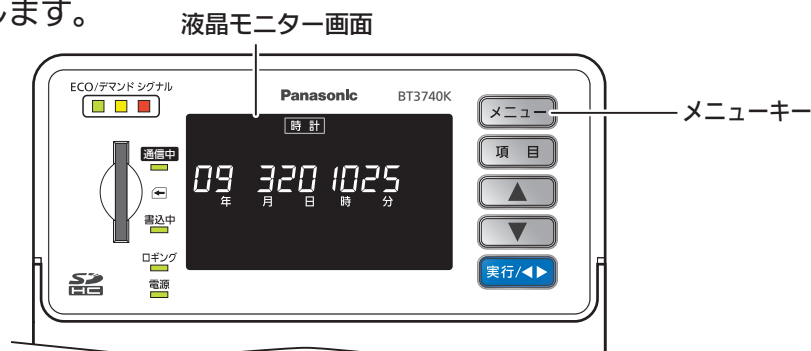 します。
液晶モニター画面
ECO/デマンド シグナル
Panasonic
BT3740K
メニュー
メニューキー
時計
項 目
通信中
09 320 1025
年 月 日 時 分
書込中
ロギング
実行/◀▶
電源
SD
HC